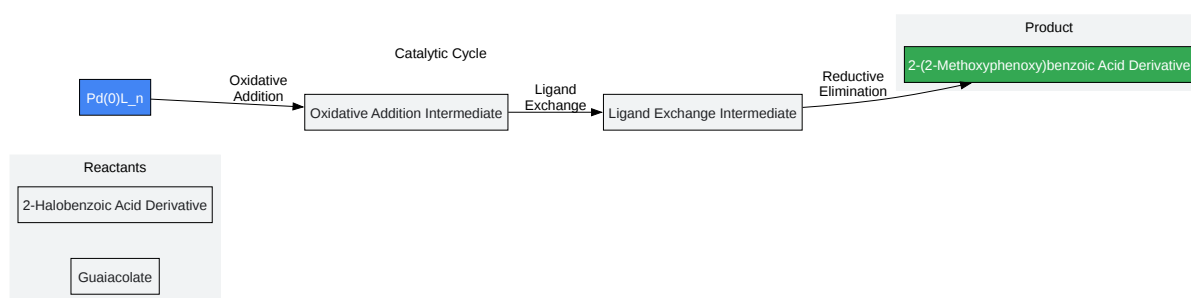 Product
Catalytic Cycle
2-(2-Methoxyphenoxy)benzoic Acid Derivative
Pd(0)L_n
Oxidative
Addition
Oxidative Addition Intermediate
Ligand
Exchange
Ligand Exchange Intermediate
Reductive
Elimination
Reactants
2-Halobenzoic Acid Derivative
Guaiacolate